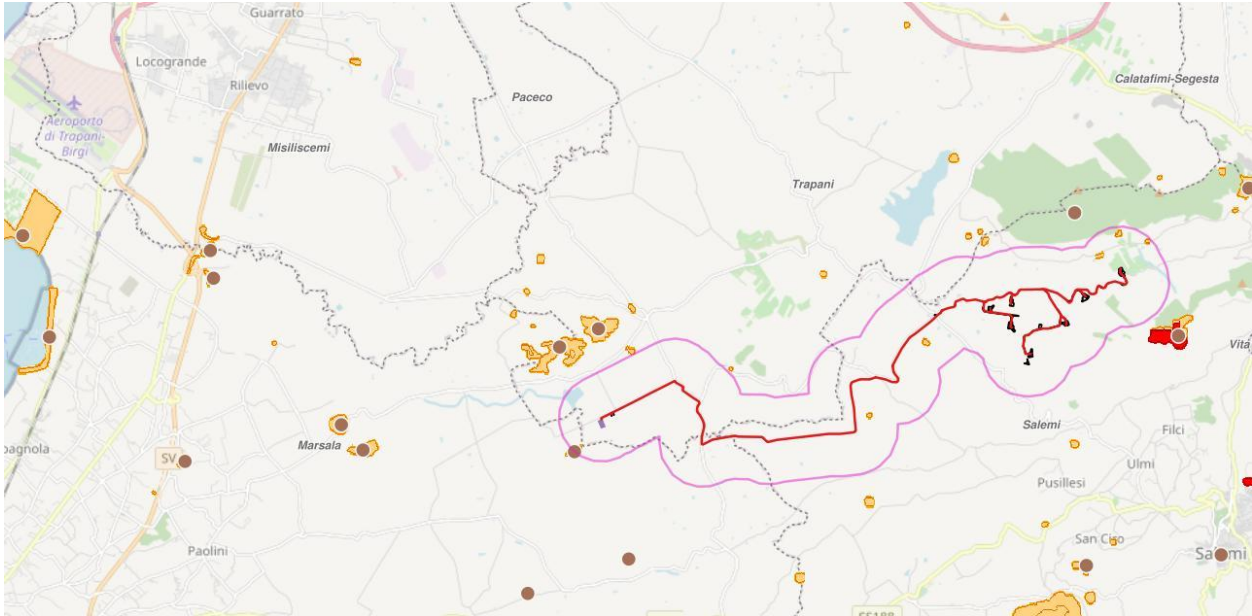 Guarrato
Locogrande
Rilievo
Calatafimi-Segesta
Paceco
Aeroporto
di Trapani-
Birgi
Misiliscemi
Trapani
Vita
Salemi
Filci
Marsala
pagnola
SV
Ulmi
Pusillesi
San Ciro
Paolini
Salemi
SS188